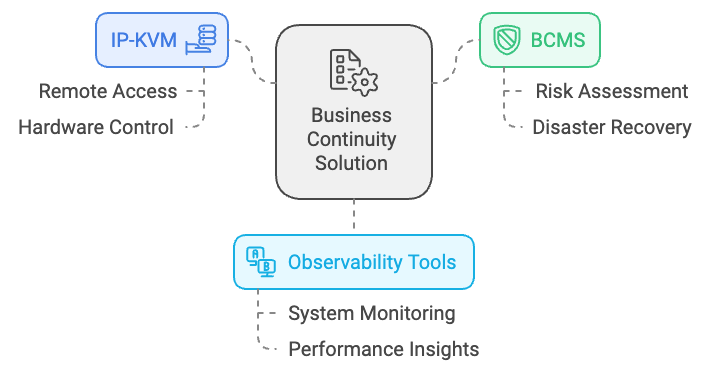 IP-KVM
Remote Access
Hardware Control
Business
Continuity
Solution
BCMS
Risk Assessment
Disaster Recovery
A
B
Observability Tools
System Monitoring
Performance Insights